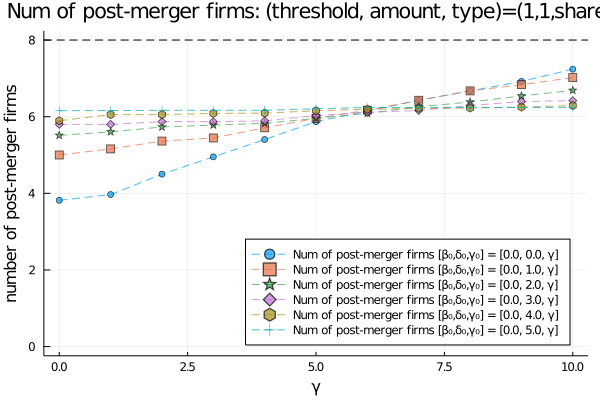 Num of post-merger firms: (threshold, amount, type)=(1,1,share
number of post-merger firms
8
6
4
2
0
Num of post-merger firms [β₀,δ₀,γ₀] = [0.0, 0.0, γ]
Num of post-merger firms [β₀,δ₀,γ₀] = [0.0, 1.0, γ]
Num of post-merger firms [β₀,δ₀,γ₀] = [0.0, 2.0, γ]
Num of post-merger firms [β₀,δ₀,γ₀] = [0.0, 3.0, γ]
Num of post-merger firms [β₀,δ₀,γ₀] = [0.0, 4.0, γ]
Num of post-merger firms [β₀,δ₀,γ₀] = [0.0, 5.0, γ]
0.0 2.5 5.0 7.5 10.0
γ